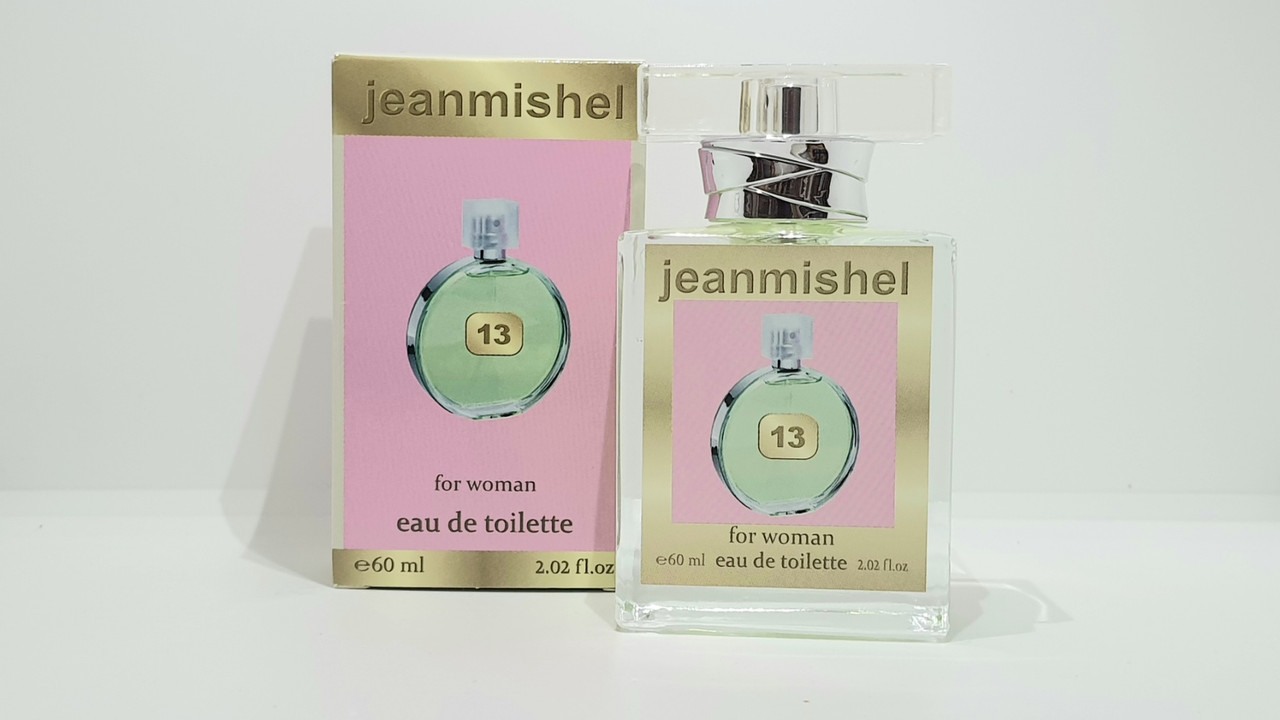 jeanmishel
13
for woman
eau de toilette
℮60 ml 2.02 fl.oz
jeanmishel
13
for woman
℮60 ml eau de toilette 2.02 fl.oz